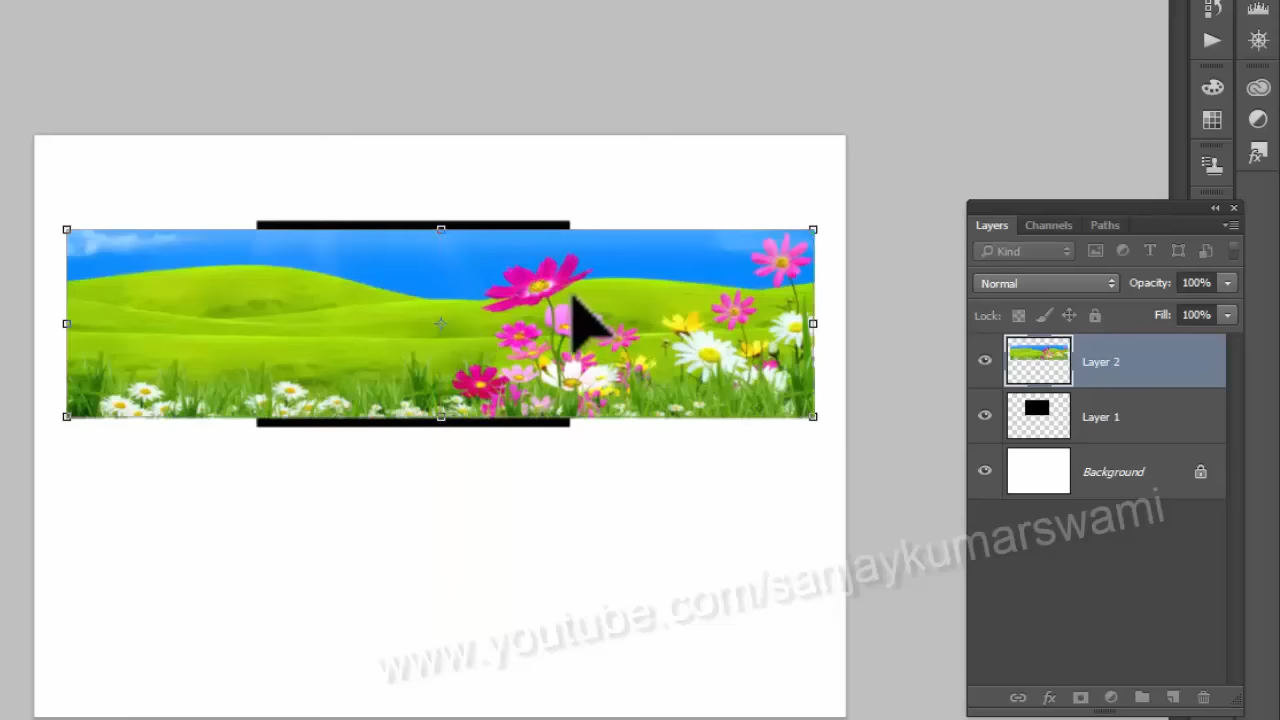 Layers Channels Paths
Kind
Normal Opacity: 100%
Lock: Fill: 100%
Layer 2
Layer 1
Background
www.youtube.com/sanjaykumarswami